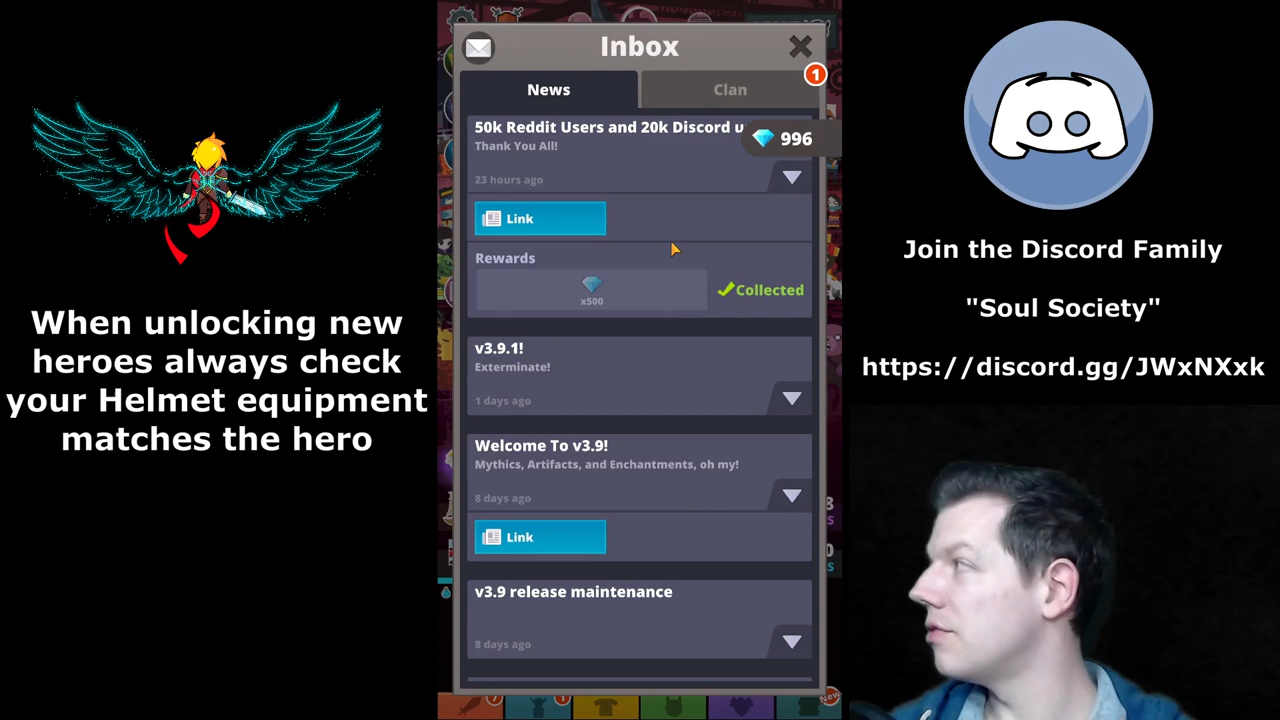 When unlocking new
heroes always check
your Helmet equipment
matches the hero
Inbox
News
Clan
1
50k Reddit Users and 20k Discord u
996
Thank You All!
23 hours ago
Link
Rewards
x500
Collected
v3.9.1!
Exterminate!
1 days ago
Welcome To v3.9!
Mythics, Artifacts, and Enchantments, oh my!
8 days ago
Link
v3.9 release maintenance
8 days ago
New
Join the Discord Family
"Soul Society"
https://discord.gg/JWxNXxk